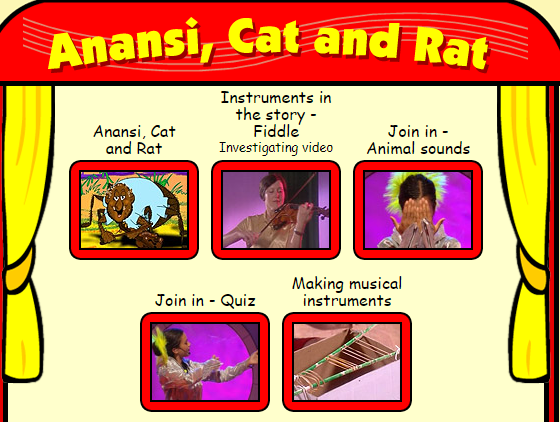 Anansi, Cat and Rat
Anansi, Cat
and Rat
Instruments in
the story -
Fiddle
Investigating video
Join in -
Animal sounds
Join in - Quiz
Making musical
instruments